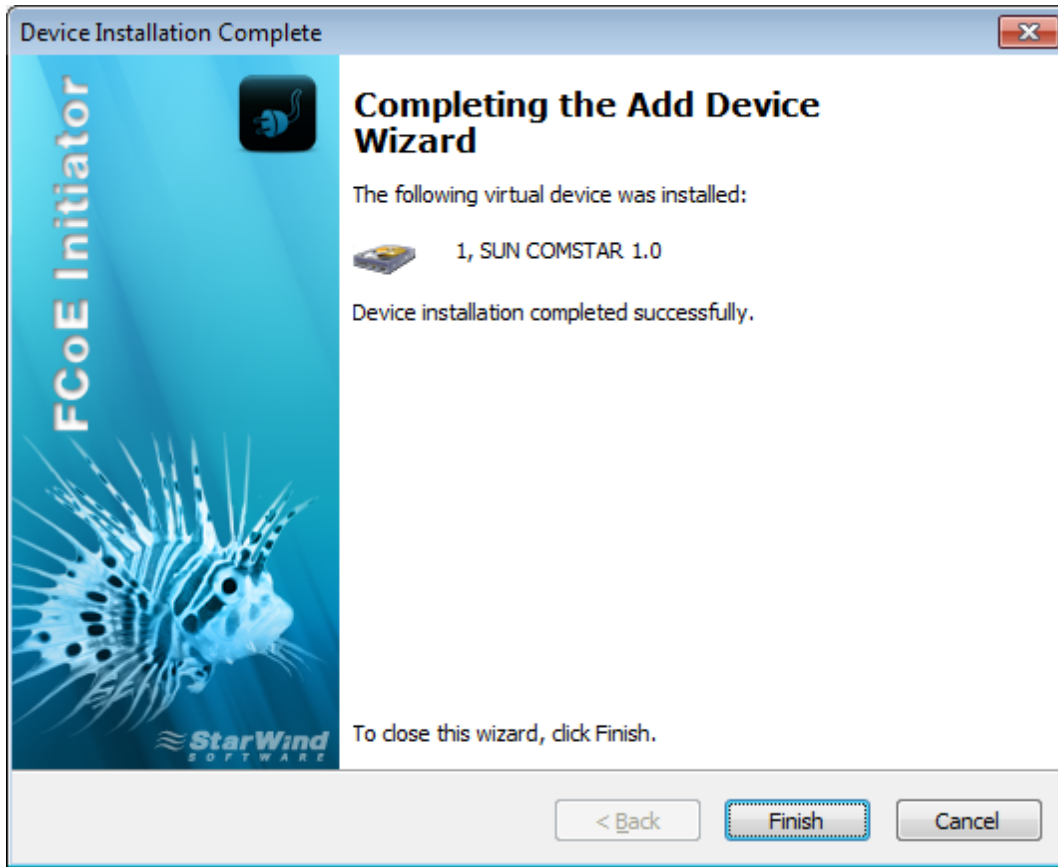 Device Installation Complete
FCoE Initiator
Completing the Add Device
Wizard
The following virtual device was installed:
1, SUN COMSTAR 1.0
Device installation completed successfully.
To close this wizard, click Finish.
StarWind
SOFTWARE
< Back
Finish
Cancel